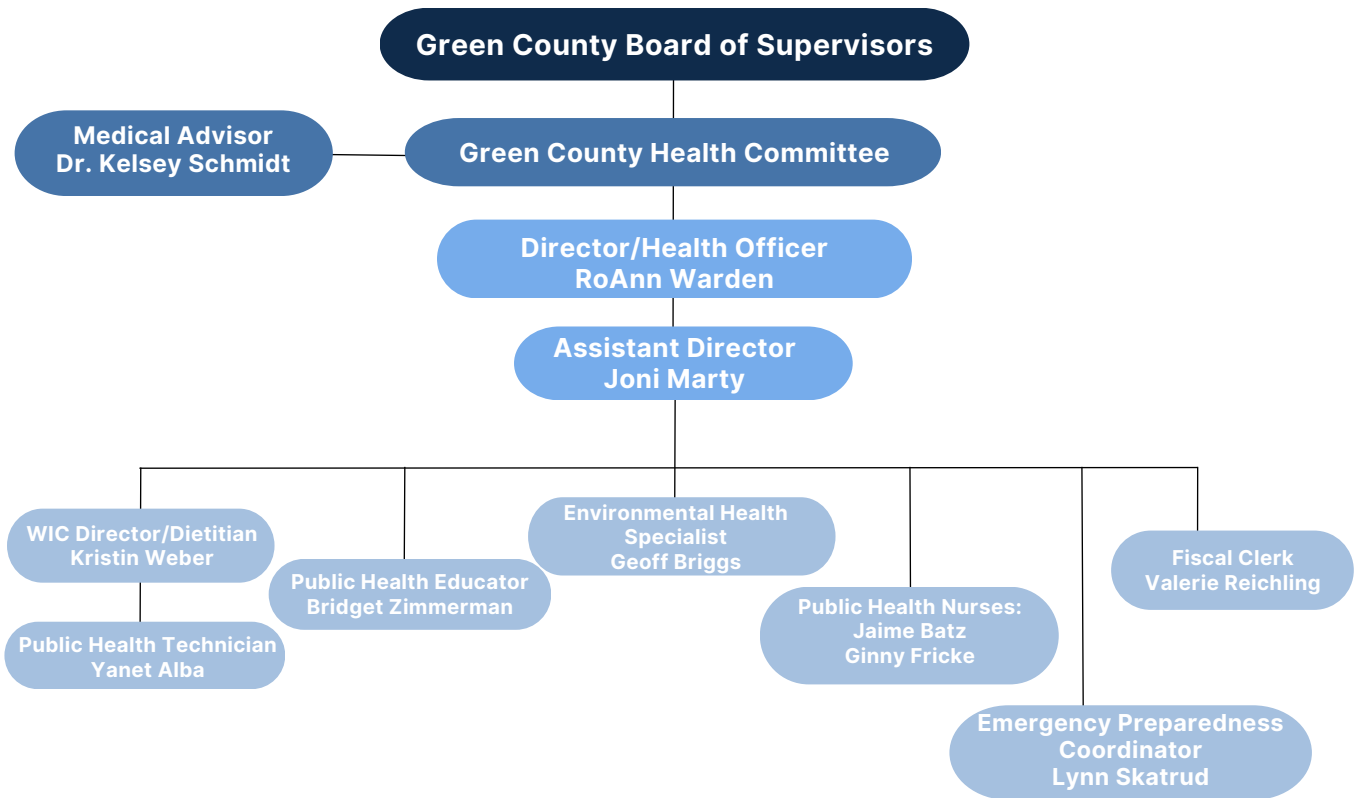 Green County Board of Supervisors
Medical Advisor
Dr. Kelsey Schmidt
Green County Health Committee
Director/Health Officer
RoAnn Warden
Assistant Director
Joni Marty
WIC Director/Dietitian
Kristin Weber
Public Health Technician
Yanet Alba
Public Health Educator
Bridget Zimmerman
Environmental Health
Specialist
Geoff Briggs
Public Health Nurses:
Jaime Batz
Ginny Fricke
Emergency Preparedness
Coordinator
Lynn Skatrud
Fiscal Clerk
Valerie Reichling